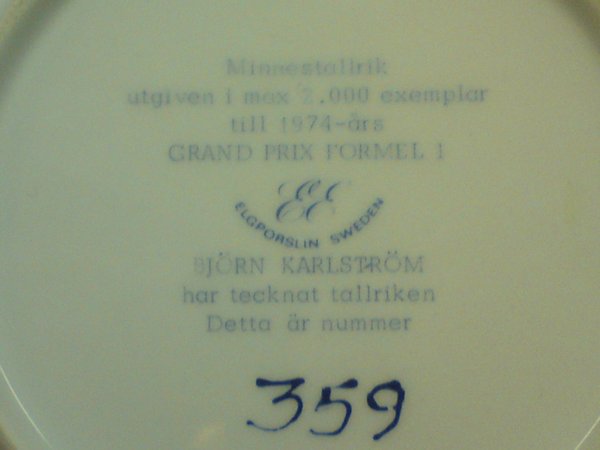 Minnestallrik
utgiven i max 2.000 exemplar
till 1974-års
GRAND PRIX FORMEL 1
EE
ELGPORSLIN SWEDEN
BJÖRN KARLSTRÖM
har tecknat tallriken
Detta är nummer
359